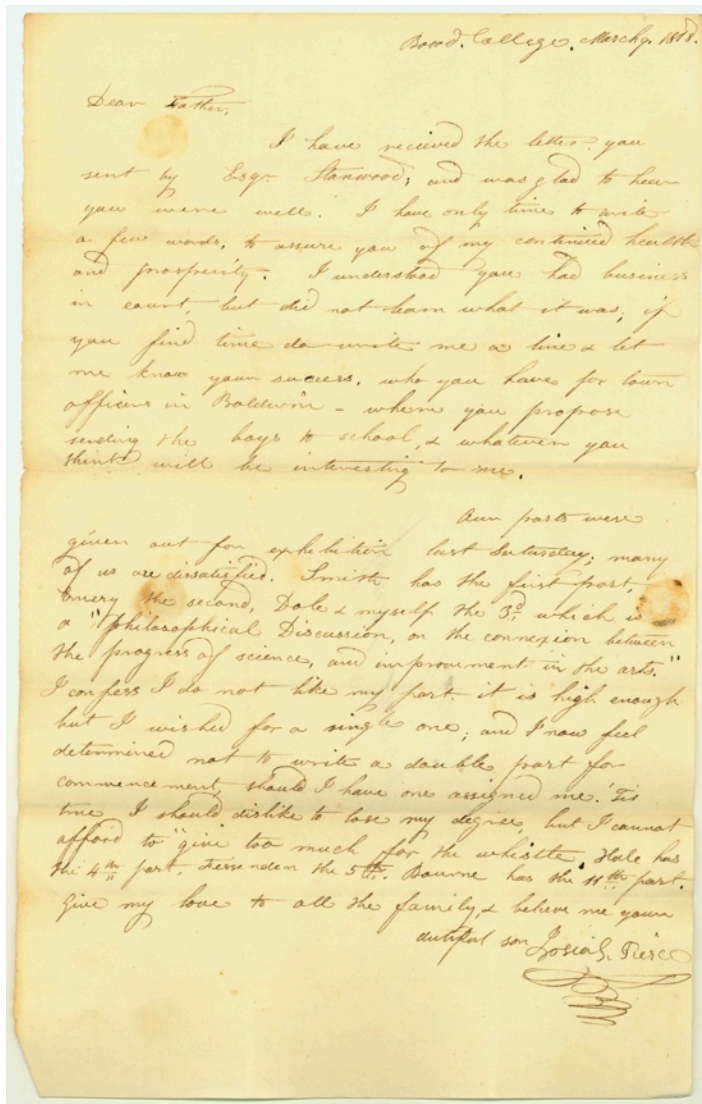 Bowd. College. March 9. 1818.
Dear Father,
I have recieved the letter you
sent by Esqr. Stanwood; and was glad to hear
you were well. I have only time to write
a few words, to assure you of my continued health
and prosperity. I understood you had business
in court, but did not learn what it was; if
you find time do write me a line & let
me know your success, who you have for town
officers in Baldwin – where you propose
sending the boys to school, & whatever you
think will be interesting to me.
Our parts were
given out for exhibition last Saturday; many
of us are dissatisfied. Smith has the first part,
Emery the second, Dole & myself the 3d. which is
a "Philosophical Discussion, on the connexion between
the progress of science, and improvement in the arts."
I confess I do not like my part. it is high enough
but I wished for a single one; and I now feel
determined not to write a double part for
commencement, should I have one assigned me. 'Tis
true I should dislike to lose my degree, but I cannot
afford to "give too much for the whistle. Hale has
the 4th part, Fessenden the 5th. Bourne has the 11th part.
Give my love to all the family, & believe me your
dutiful son Josiah Pierce